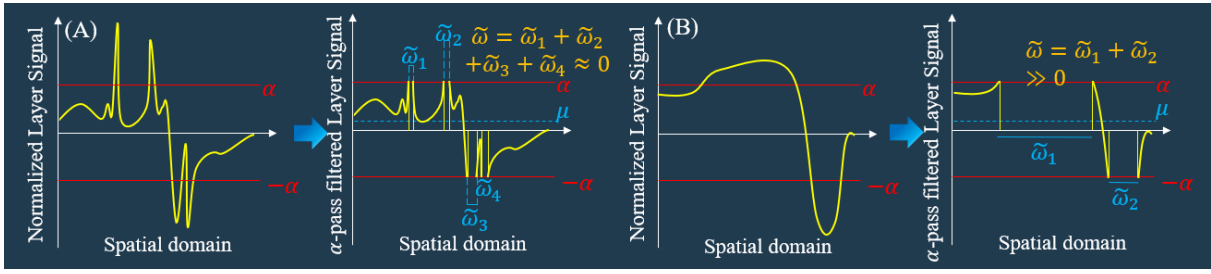 (A)
Normalized Layer Signal
α
−α
Spatial domain
α-pass filtered Layer Signal
ω̃₁
ω̃₂
ω̃ = ω̃₁ + ω̃₂
+ω̃₃ + ω̃₄ ≈ 0
α
μ
−α
ω̃₄
ω̃₃
Spatial domain
(B)
Normalized Layer Signal
α
−α
Spatial domain
α-pass filtered Layer Signal
ω̃ = ω̃₁ + ω̃₂
≫ 0
α
μ
ω̃₁
−α
ω̃₂
Spatial domain